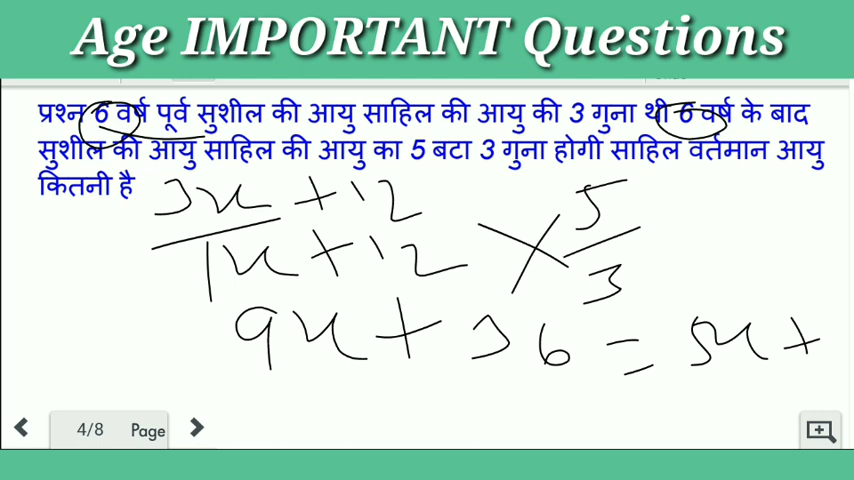 Age IMPORTANT Questions
प्रश्न 6 वर्ष पूर्व सुशील की आयु साहिल की आयु की 3 गुना थी 6 वर्ष के बाद
सुशील की आयु साहिल की आयु का 5 बटा 3 गुना होगी साहिल वर्तमान आयु
कितनी है
3x + 12 5
1x + 12 3
9x + 36 = 5x +
4/8 Page